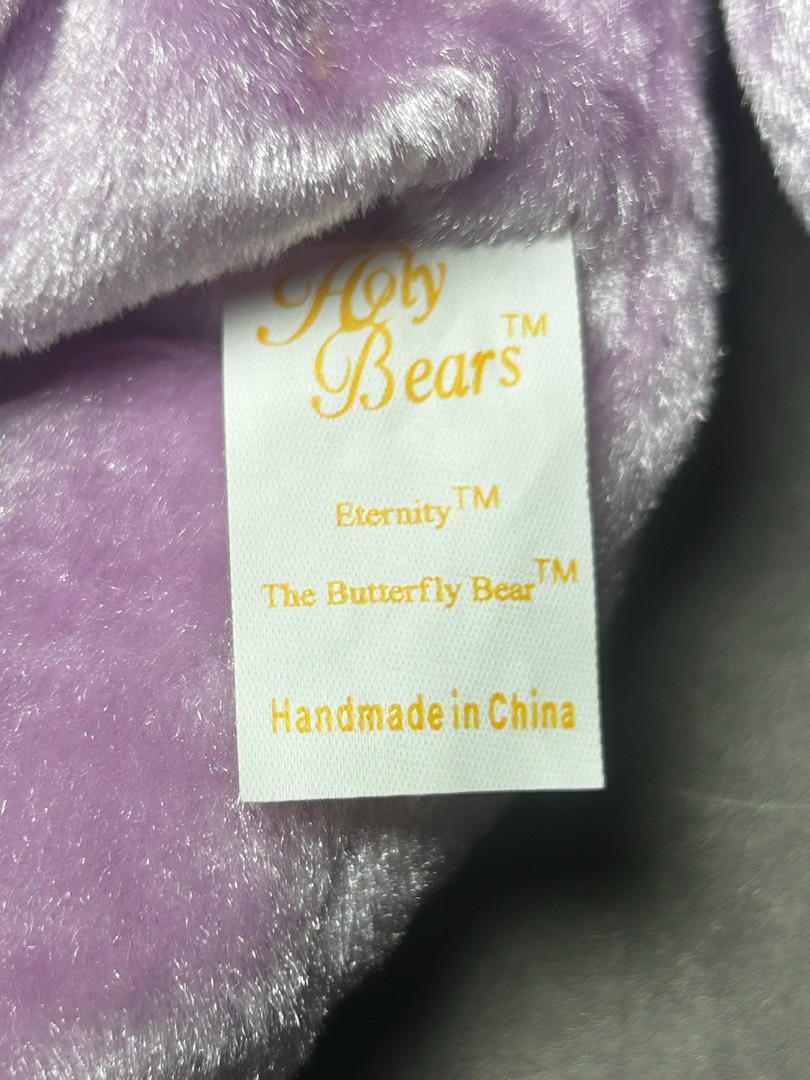 Holy
Bears™
Eternity™
The Butterfly Bear™
Handmade in China